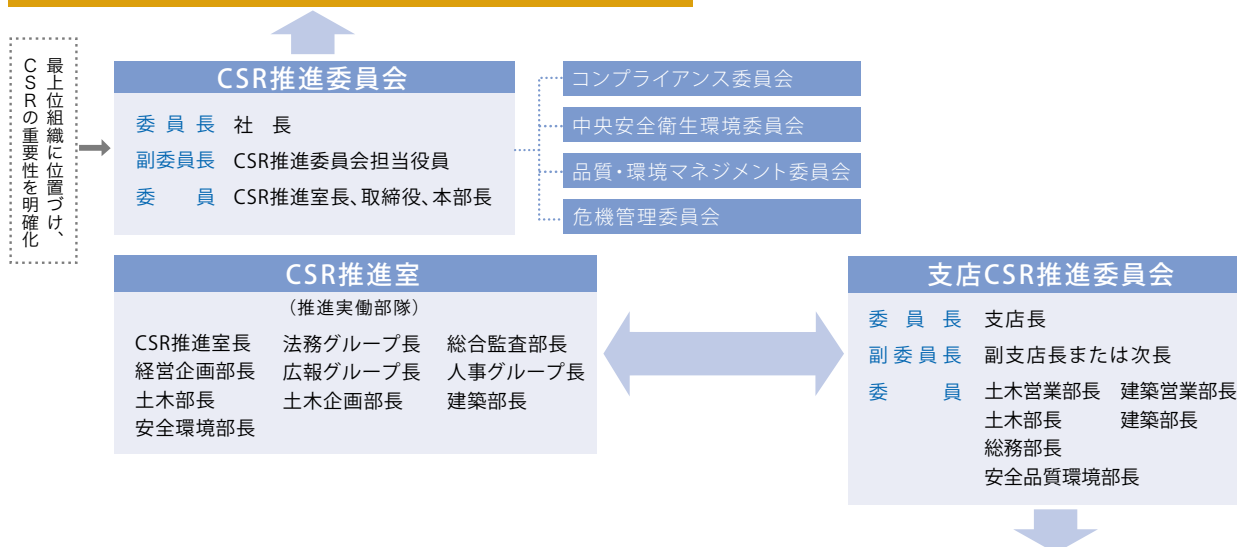 最上位組織に位置づけ、
CSRの重要性を明確化
CSR推進委員会
委員長 社 長
副委員長 CSR推進委員会担当役員
委 員 CSR推進室長、取締役、本部長
コンプライアンス委員会
中央安全衛生環境委員会
品質・環境マネジメント委員会
危機管理委員会
CSR推進室
(推進実働部隊)
CSR推進室長 法務グループ長 総合監査部長
経営企画部長 広報グループ長 人事グループ長
土木部長 土木企画部長 建築部長
安全環境部長
支店CSR推進委員会
委員長 支店長
副委員長 副支店長または次長
委 員 土木営業部長 建築営業部長
土木部長 建築部長
総務部長
安全品質環境部長